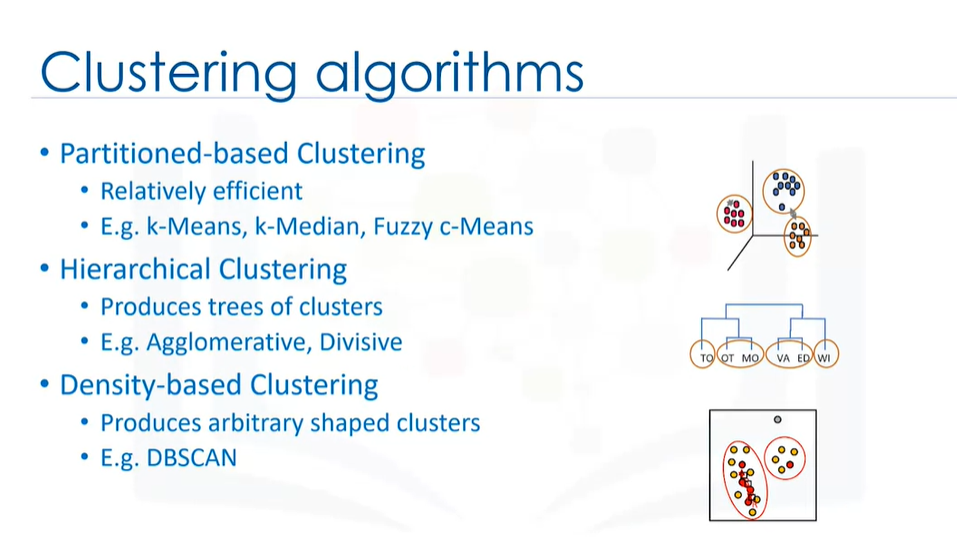 Clustering algorithms
• Partitioned-based Clustering
• Relatively efficient
• E.g. k-Means, k-Median, Fuzzy c-Means
• Hierarchical Clustering
• Produces trees of clusters
• E.g. Agglomerative, Divisive
TO OT MO VA ED WI
• Density-based Clustering
• Produces arbitrary shaped clusters
• E.g. DBSCAN